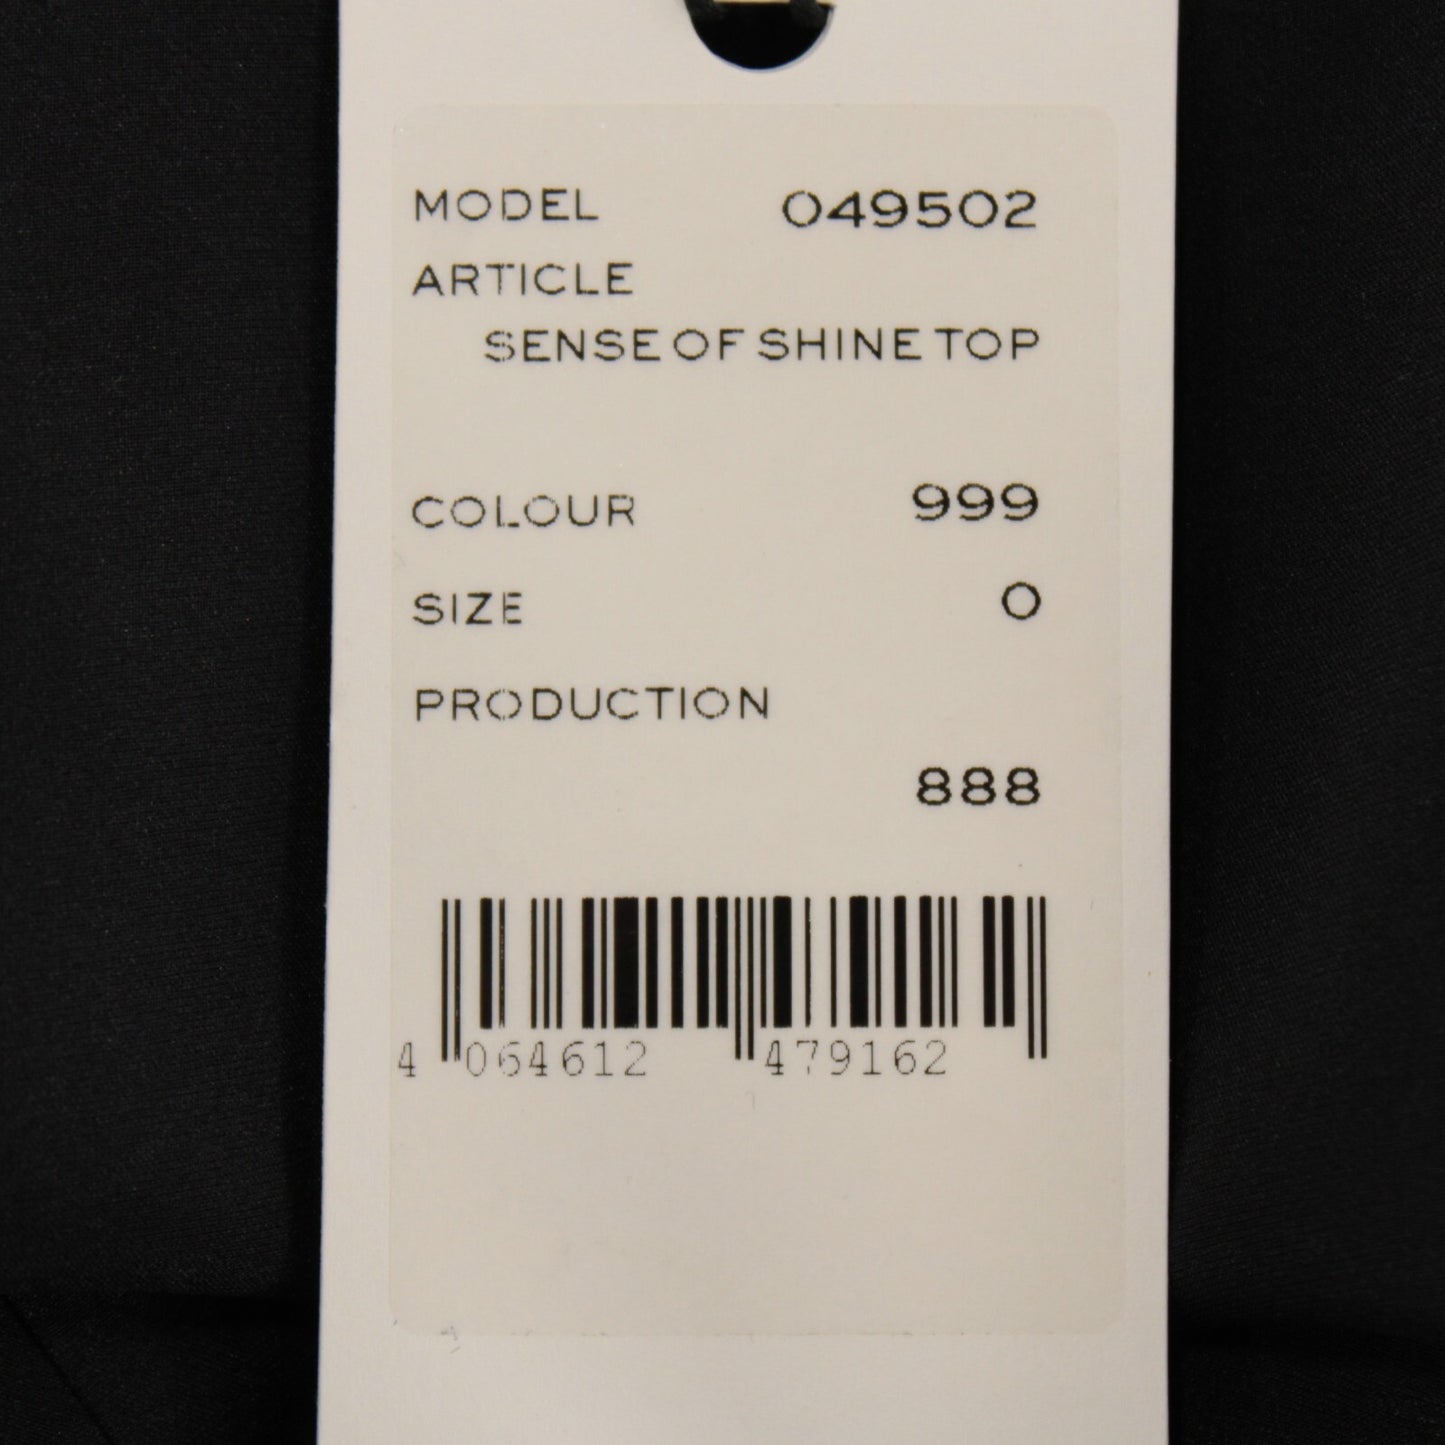 MODEL 049502
ARTICLE
SENSE OF SHINE TOP
COLOUR 999
SIZE 0
PRODUCTION
888
4 064612 479162